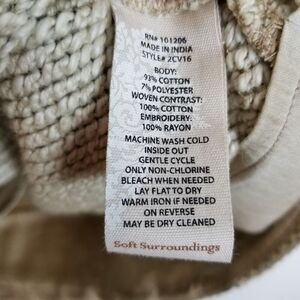 RN# 101206
MADE IN INDIA
STYLE# 2CV16
BODY:
93% COTTON
7% POLYESTER
WOVEN CONTRAST:
100% COTTON
EMBROIDERY:
100% RAYON
MACHINE WASH COLD
INSIDE OUT
GENTLE CYCLE
ONLY NON-CHLORINE
BLEACH WHEN NEEDED
LAY FLAT TO DRY
WARM IRON IF NEEDED
ON REVERSE
MAY BE DRY CLEANED
Soft Surroundings